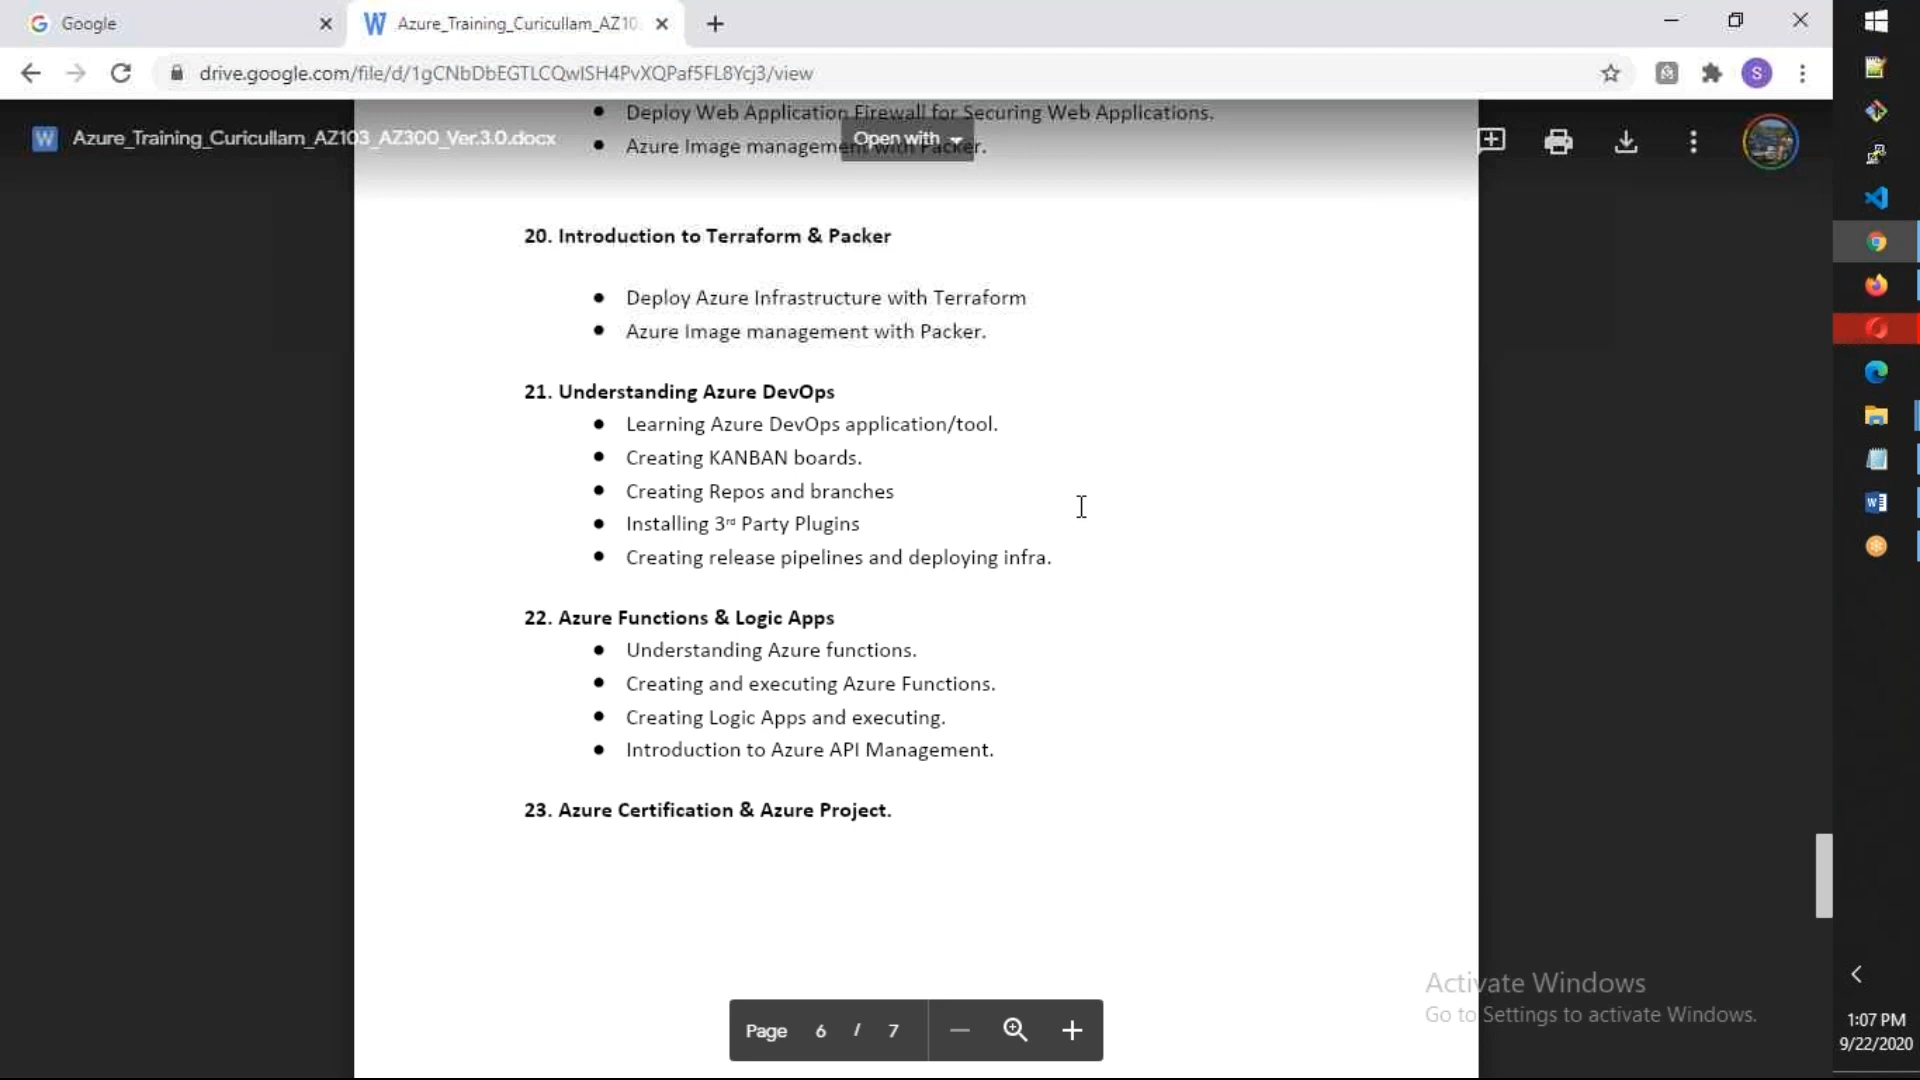 Google
Azure_Training_Curicullam_AZ10
drive.google.com/file/d/1gCNbDbEGTLCQwISH4PvXQPaf5FL8Ycj3/view
S
Deploy Web Application Firewall for Securing Web Applications.
Azure_Training_Curicullam_AZ103_AZ300_Ver.3.0.docx
Open with
Azure Image management with Packer.
20. Introduction to Terraform & Packer
Deploy Azure Infrastructure with Terraform
Azure Image management with Packer.
21. Understanding Azure DevOps
Learning Azure DevOps application/tool.
Creating KANBAN boards.
Creating Repos and branches
Installing 3rd Party Plugins
Creating release pipelines and deploying infra.
22. Azure Functions & Logic Apps
Understanding Azure functions.
Creating and executing Azure Functions.
Creating Logic Apps and executing.
Introduction to Azure API Management.
23. Azure Certification & Azure Project.
Activate Windows
Go to Settings to activate Windows.
Page 6 / 7
1:07 PM
9/22/2020